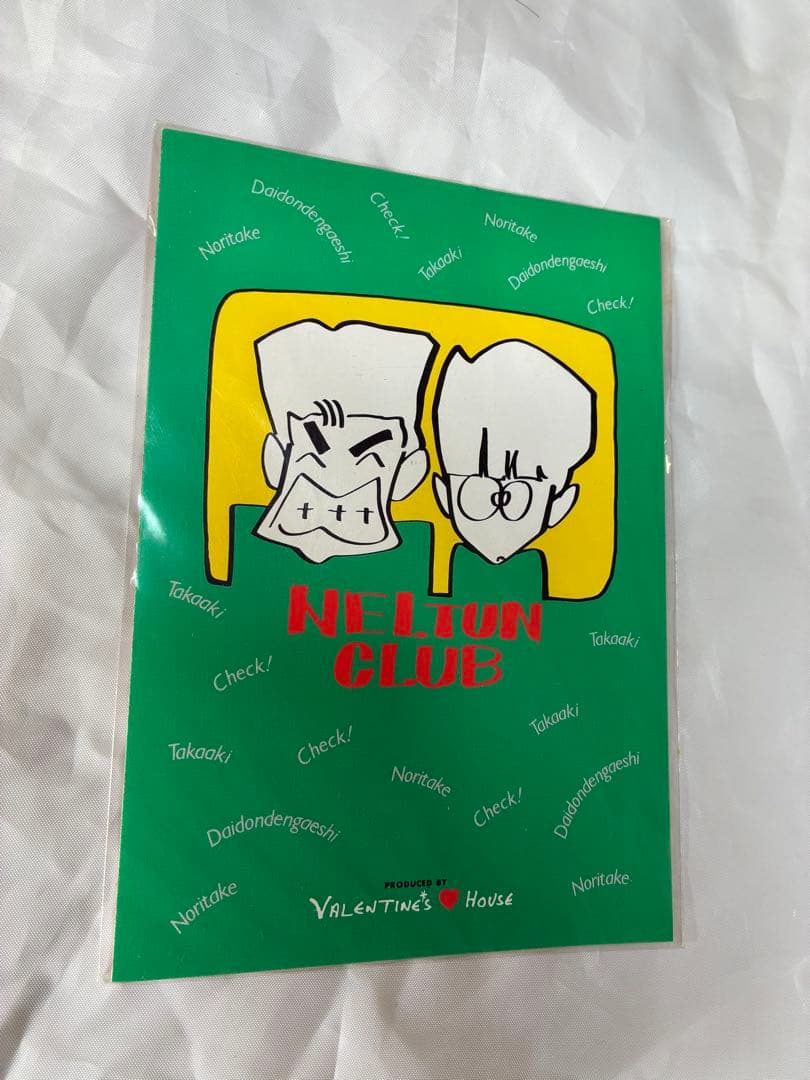 Daidondengaeshi
Check!
Noritake
Noritake
Takaaki
Daidondengaeshi
Check!
NELTUN
CLUB
Takaaki
Takaaki
Check!
Takaaki
Takaaki
Check!
Noritake
Check!
Daidondengaeshi
Daidondengaeshi
Noritake
Noritake
PRODUCED BY
VALENTINE'S HOUSE